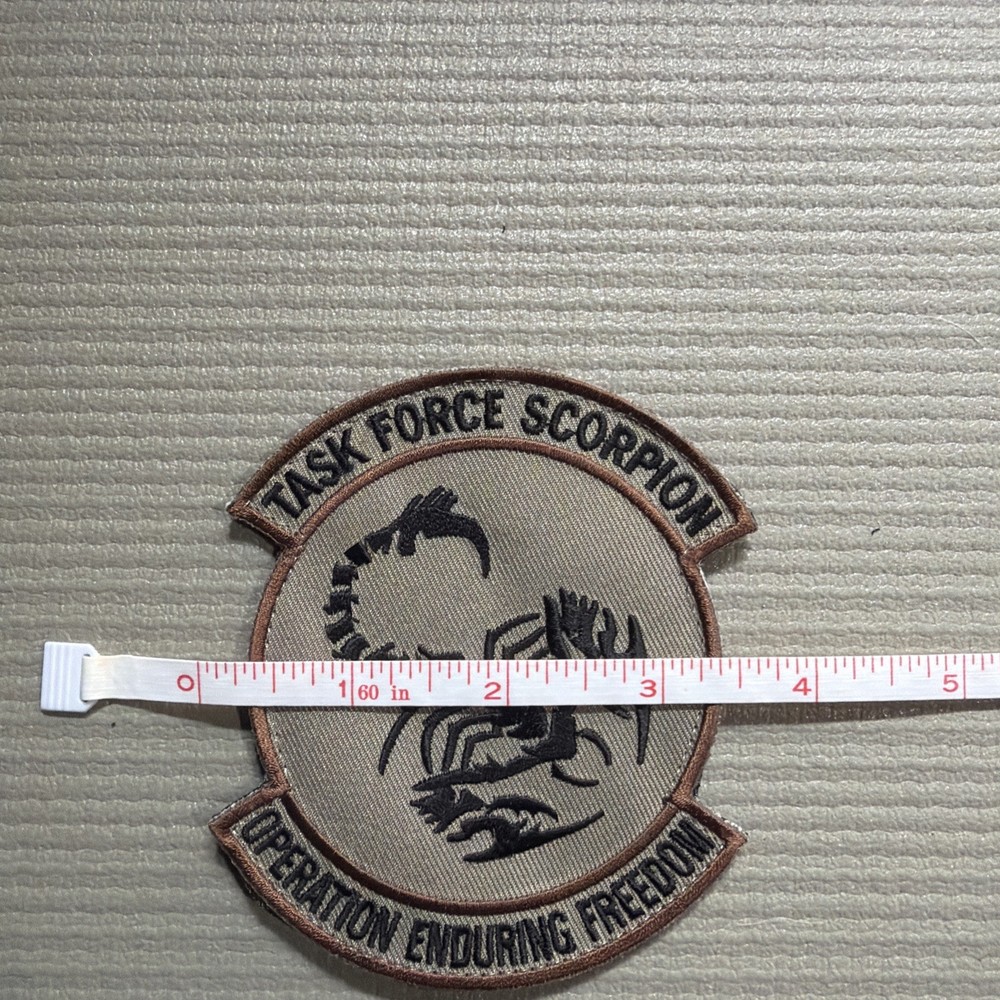 TASK FORCE SCORPION
0 1 60 in 2 3 4 5
OPERATION ENDURING FREEDOM